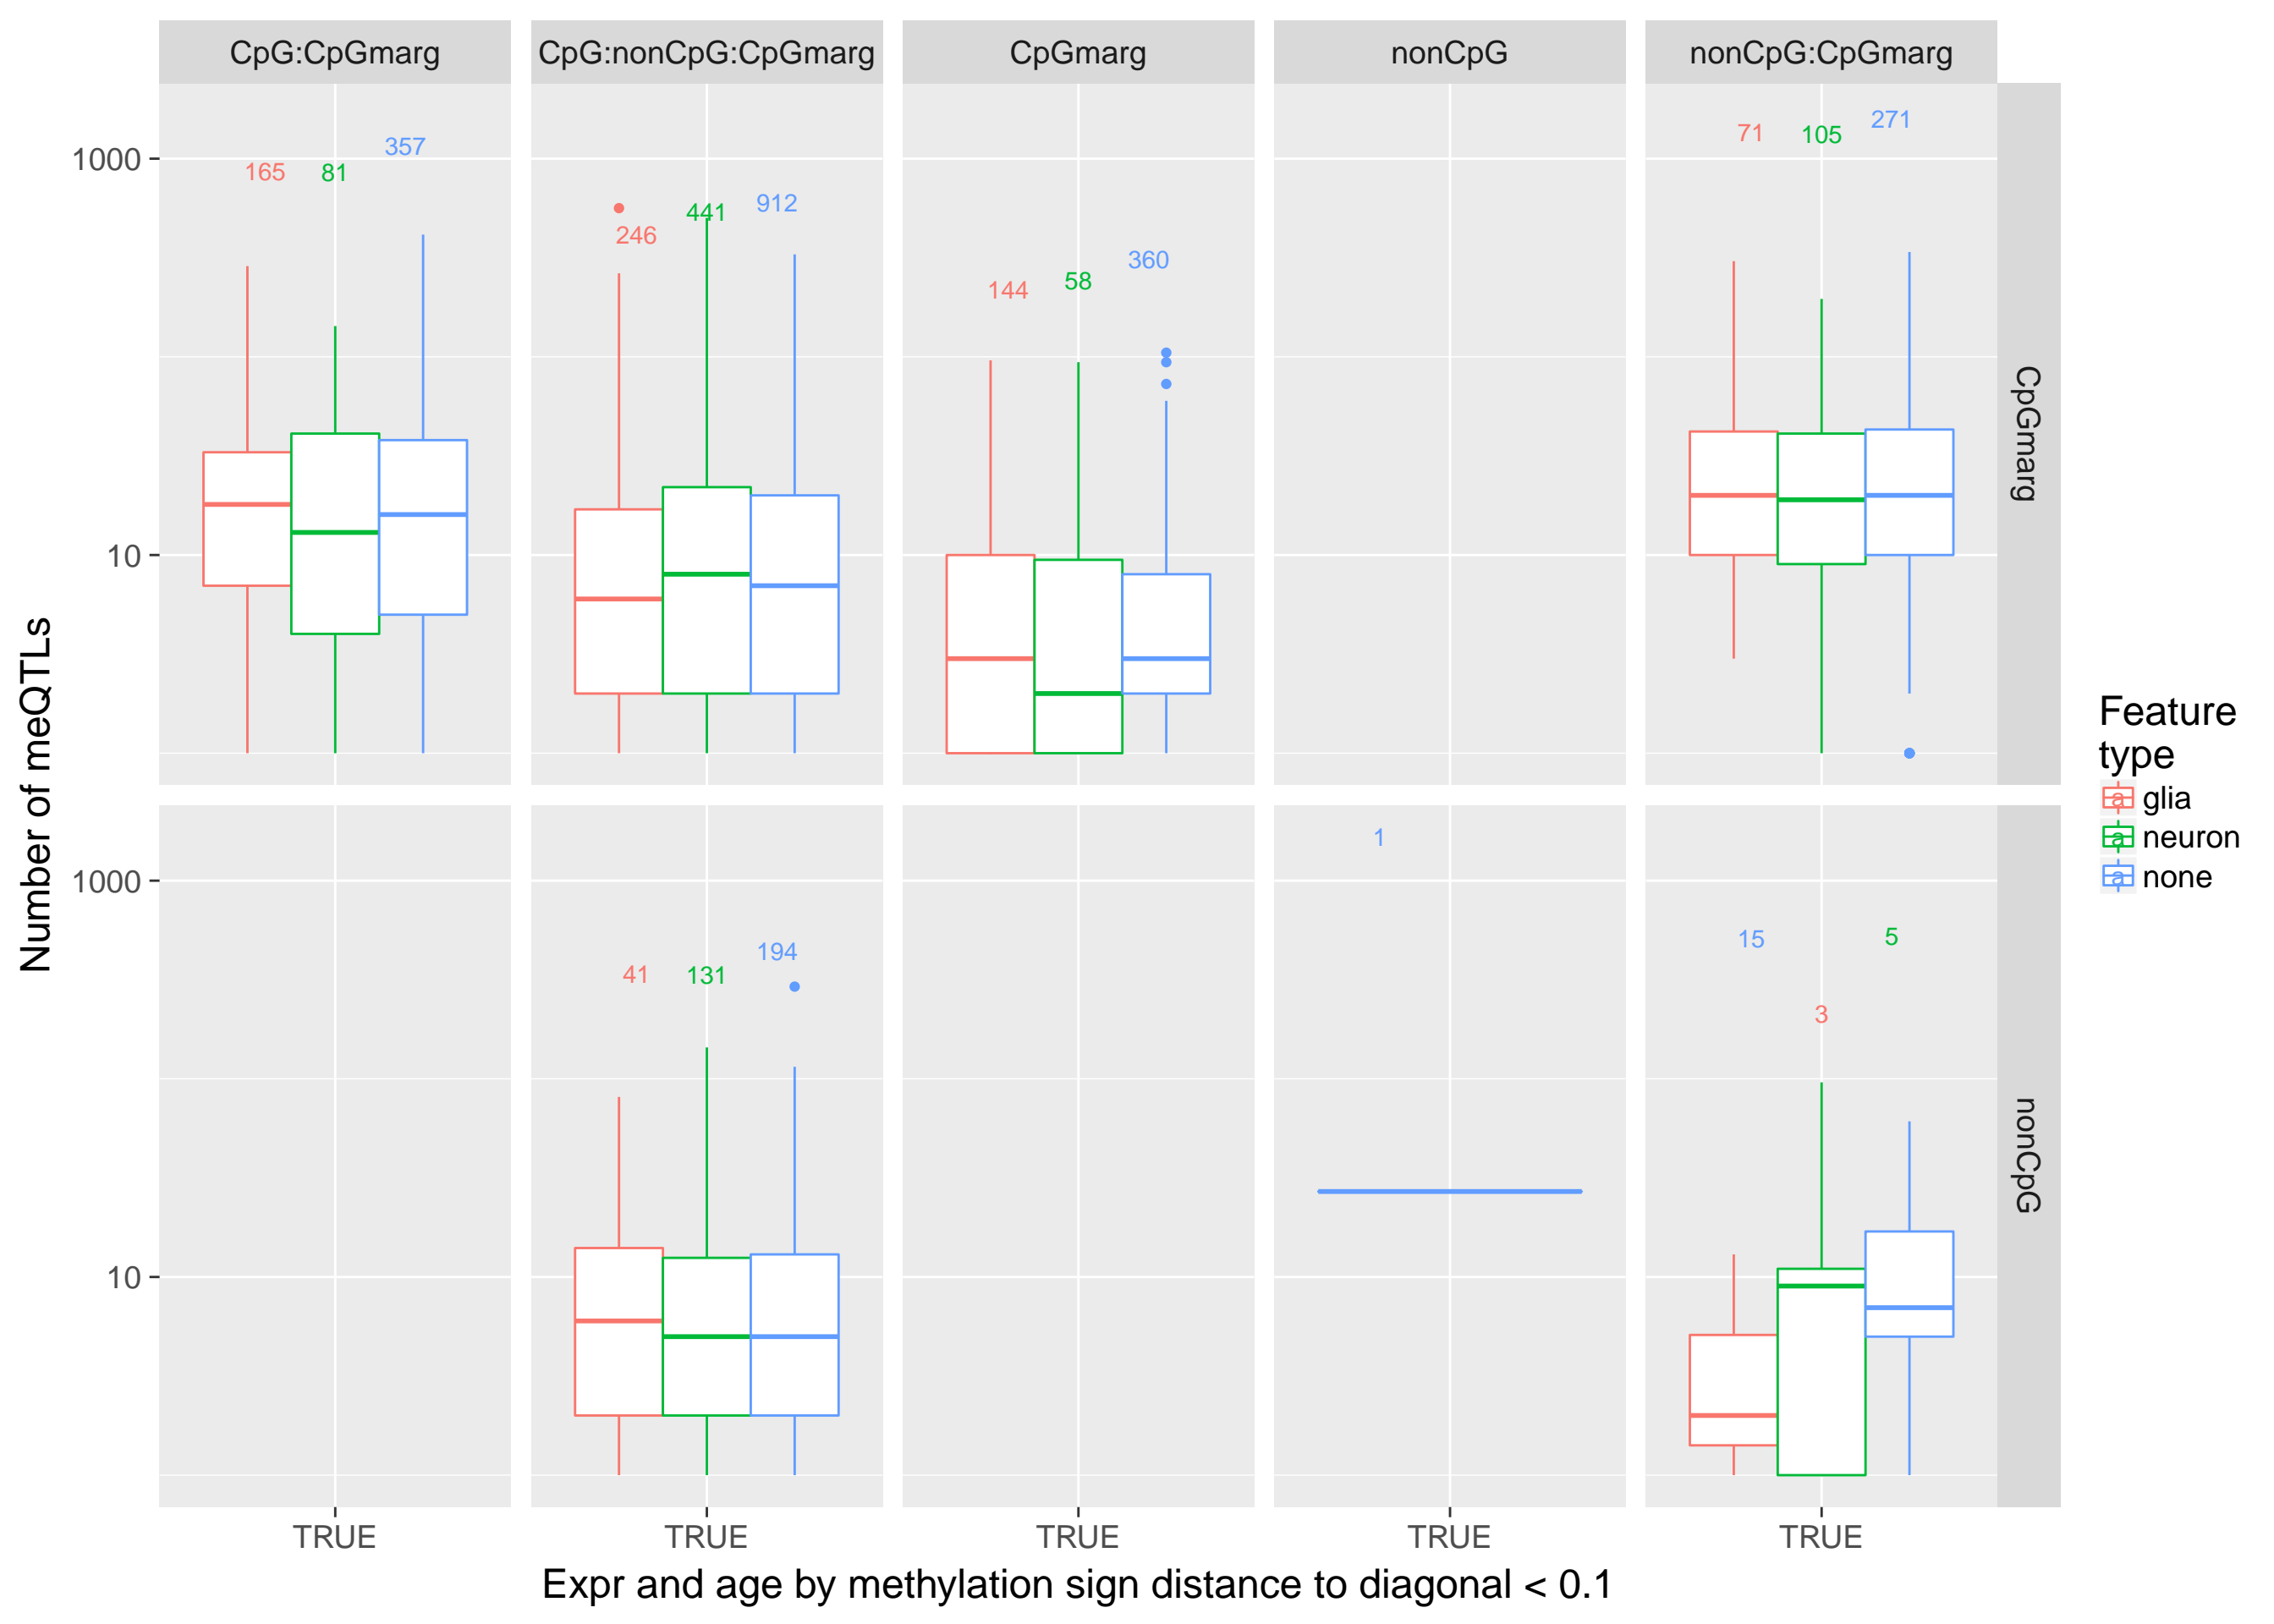 CpG:CpGmarg
CpG:nonCpG:CpGmarg
CpGmarg
nonCpG
nonCpG:CpGmarg
1000
10
165
81
357
246
441
912
144
58
360
71
105
271
CpGmarg
1000
10
41
131
194
1
15
3
5
nonCpG
TRUE
TRUE
TRUE
TRUE
TRUE
Number of meQTLs
Expr and age by methylation sign distance to diagonal < 0.1
Feature
type
a glia
a neuron
a none